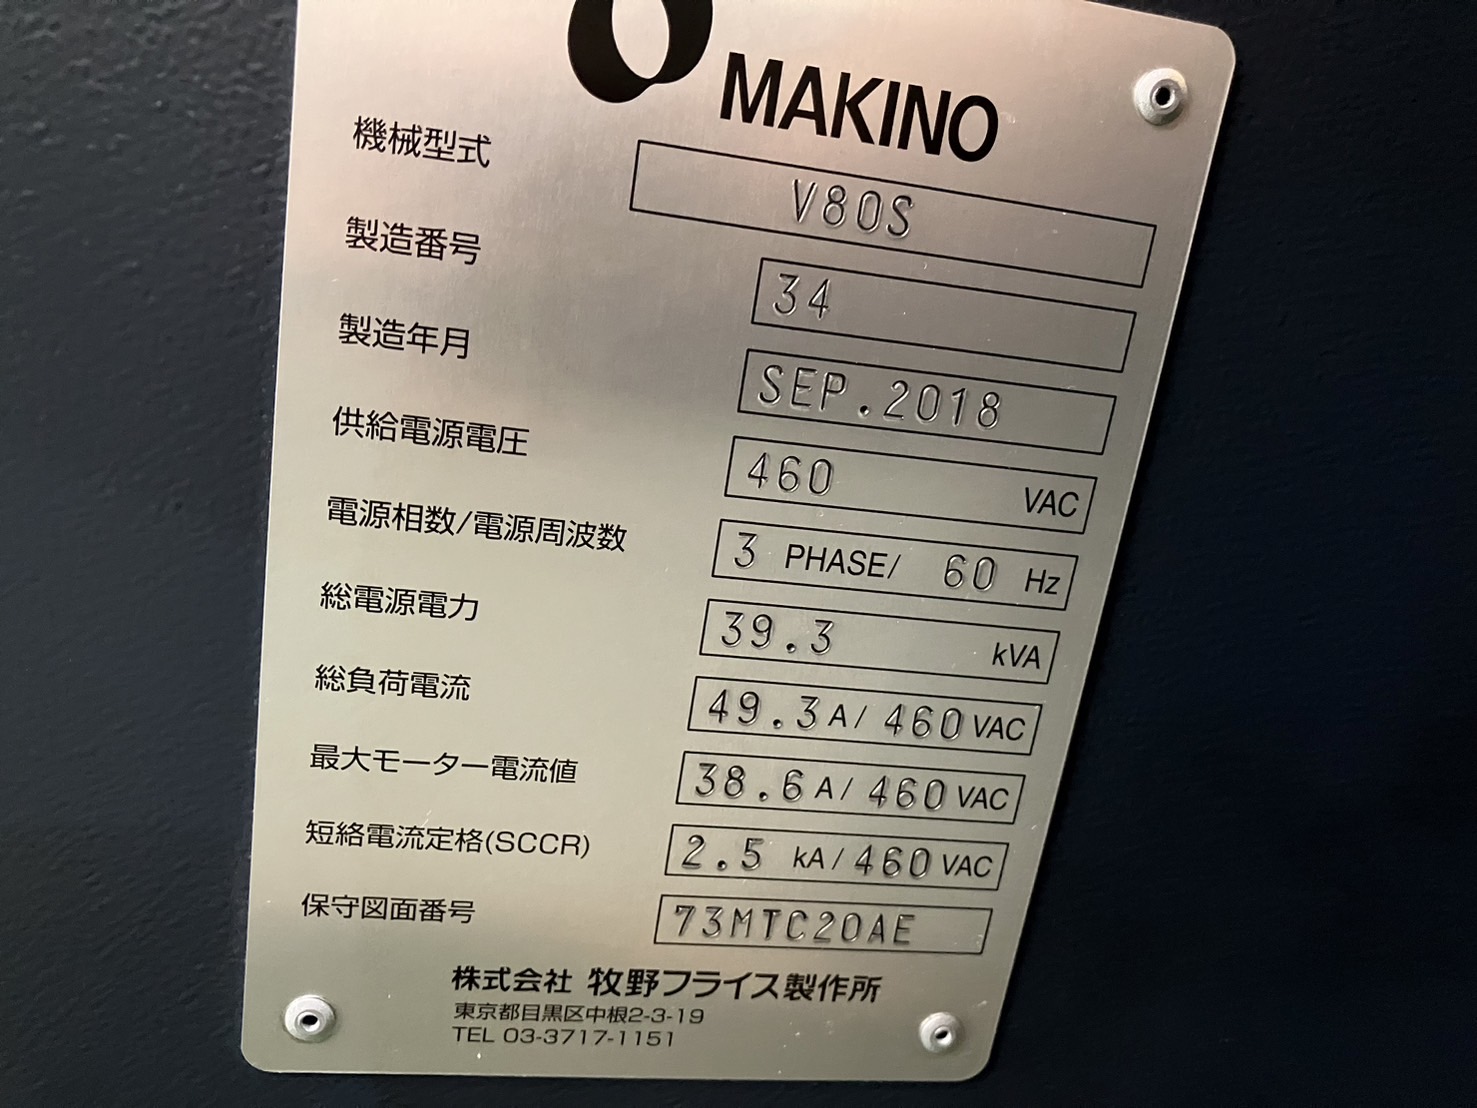 MAKINO
機械型式 V80S
製造番号 34
製造年月 SEP.2018
供給電源電圧 460 VAC
電源相数/電源周波数 3 PHASE/ 60 Hz
総電源電力 39.3 kVA
総負荷電流 49.3A/460VAC
最大モーター電流値 38.6A/460VAC
短絡電流定格(SCCR) 2.5 kA/460VAC
保守図面番号 73MTC20AE
株式会社 牧野フライス製作所
東京都目黒区中根2-3-19
TEL 03-3717-1151